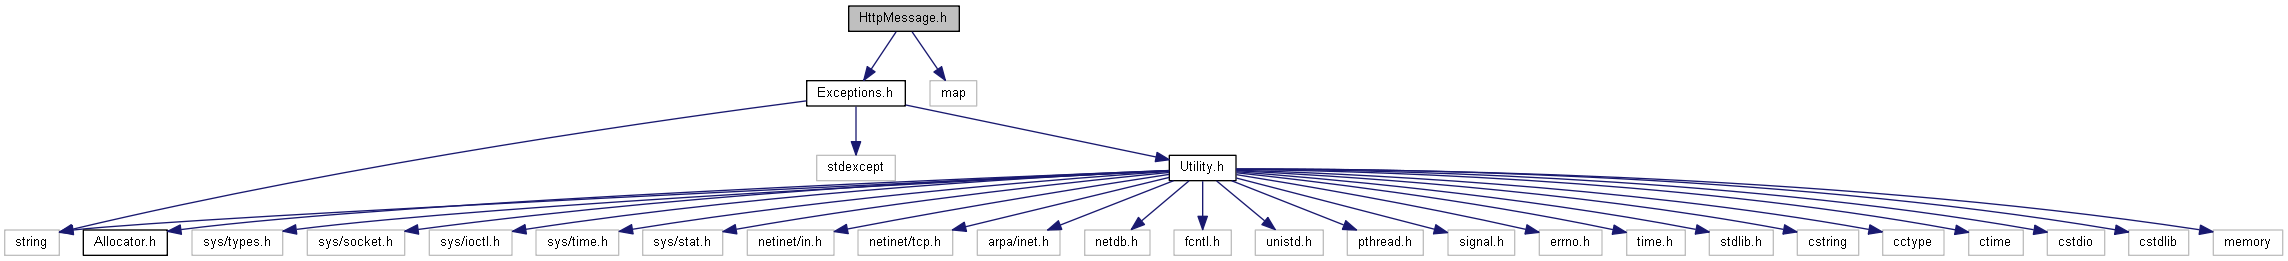 HttpMessage.h
Exceptions.h
map
stdexcept
Utility.h
string
Allocator.h
sys/types.h
sys/socket.h
sys/ioctl.h
sys/time.h
sys/stat.h
netinet/in.h
netinet/tcp.h
arpa/inet.h
netdb.h
fcntl.h
unistd.h
pthread.h
signal.h
errno.h
time.h
stdlib.h
cstring
cctype
ctime
cstdio
cstdlib
memory